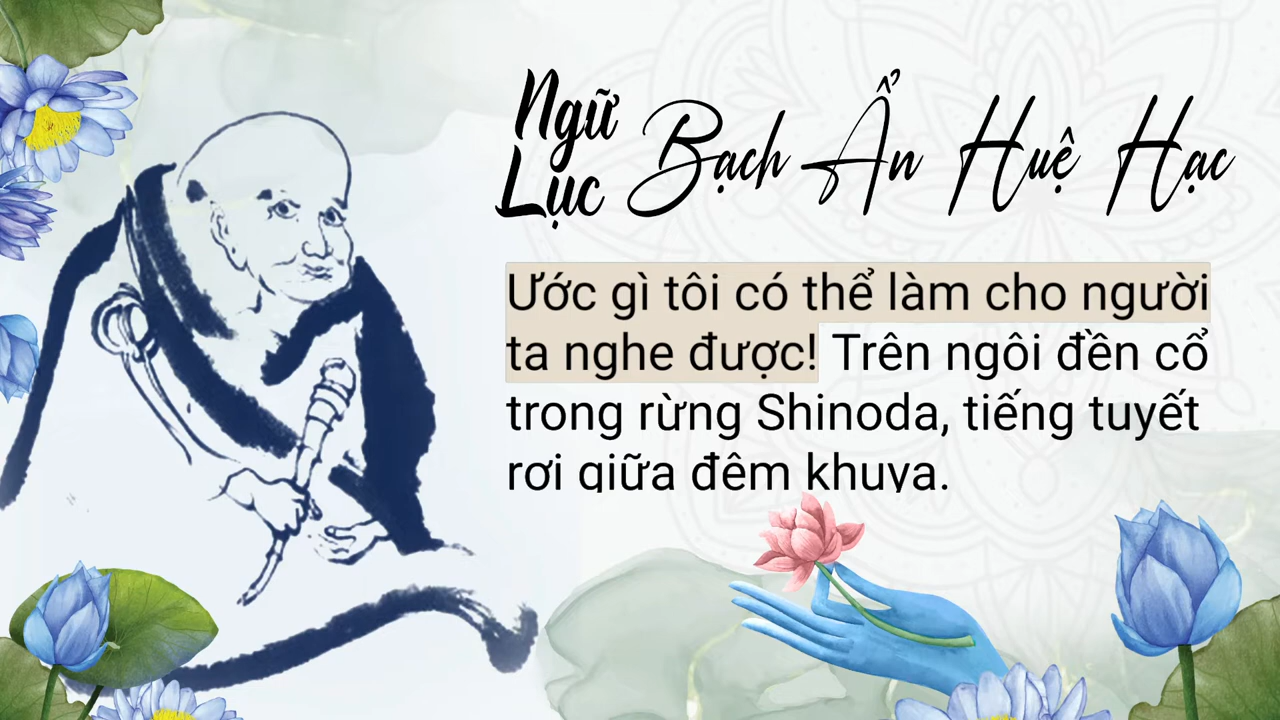 Ngữ
Lục
Bạch Ẩn Huệ Hạc
Ước gì tôi có thể làm cho người
ta nghe được! Trên ngôi đền cổ
trong rừng Shinoda, tiếng tuyết
rơi giữa đêm khuya.